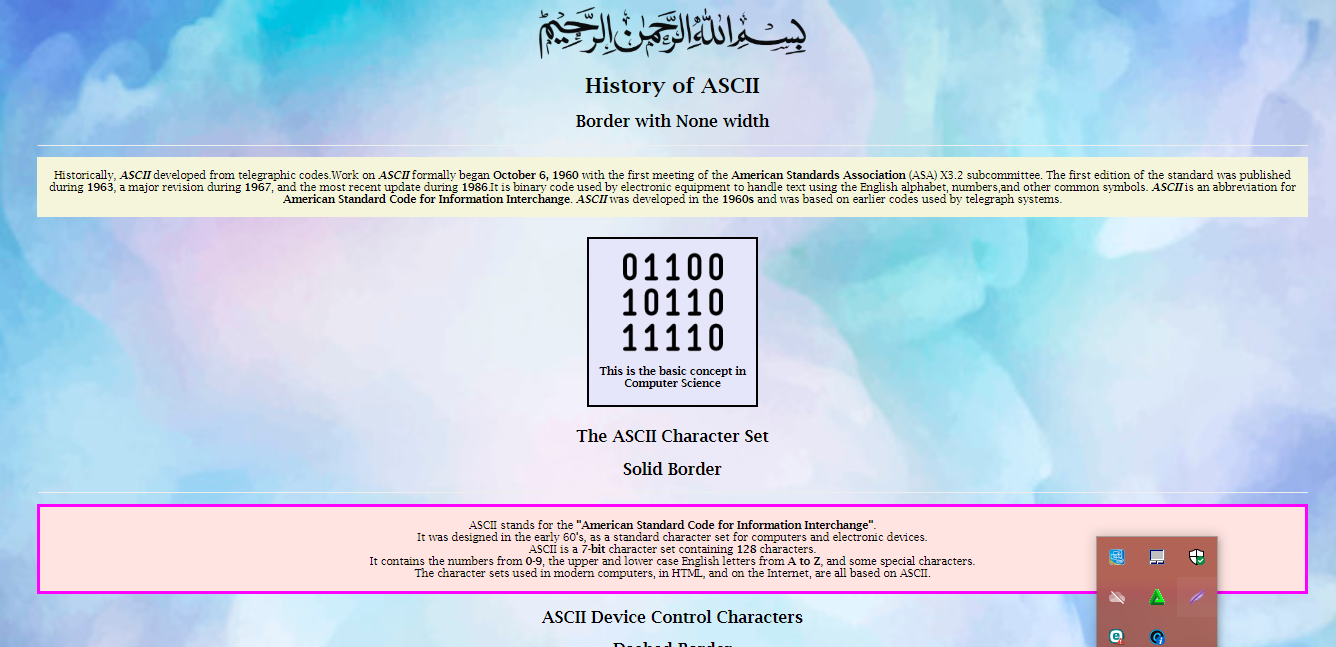 بسم الله الرحمن الرحيم
History of ASCII
Border with None width
Historically, ASCII developed from telegraphic codes.Work on ASCII formally began October 6, 1960 with the first meeting of the American Standards Association (ASA) X3.2 subcommittee. The first edition of the standard was published
during 1963, a major revision during 1967, and the most recent update during 1986.It is binary code used by electronic equipment to handle text using the English alphabet, numbers,and other common symbols. ASCII is an abbreviation for
American Standard Code for Information Interchange. ASCII was developed in the 1960s and was based on earlier codes used by telegraph systems.
01100
10110
11110
This is the basic concept in
Computer Science
The ASCII Character Set
Solid Border
ASCII stands for the "American Standard Code for Information Interchange".
It was designed in the early 60's, as a standard character set for computers and electronic devices.
ASCII is a 7-bit character set containing 128 characters.
It contains the numbers from 0-9, the upper and lower case English letters from A to Z, and some special characters.
The character sets used in modern computers, in HTML, and on the Internet, are all based on ASCII.
ASCII Device Control Characters
Dashed Border